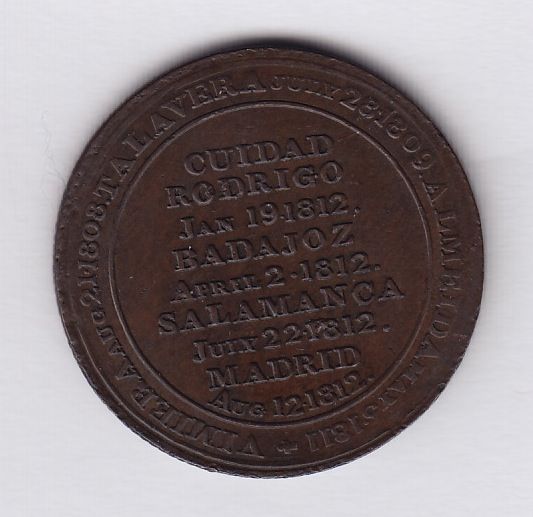 VIMIERA AUG. 21.1808. TALAVERA JULY 28.1809. ALMEIDA MAY 5 1811
CUIDAD
RODRIGO
JAN 19.1812.
BADAJOZ
APRIL 2.1812.
SALAMANCA
JULY 22.1812.
MADRID
AUG 12.1812.